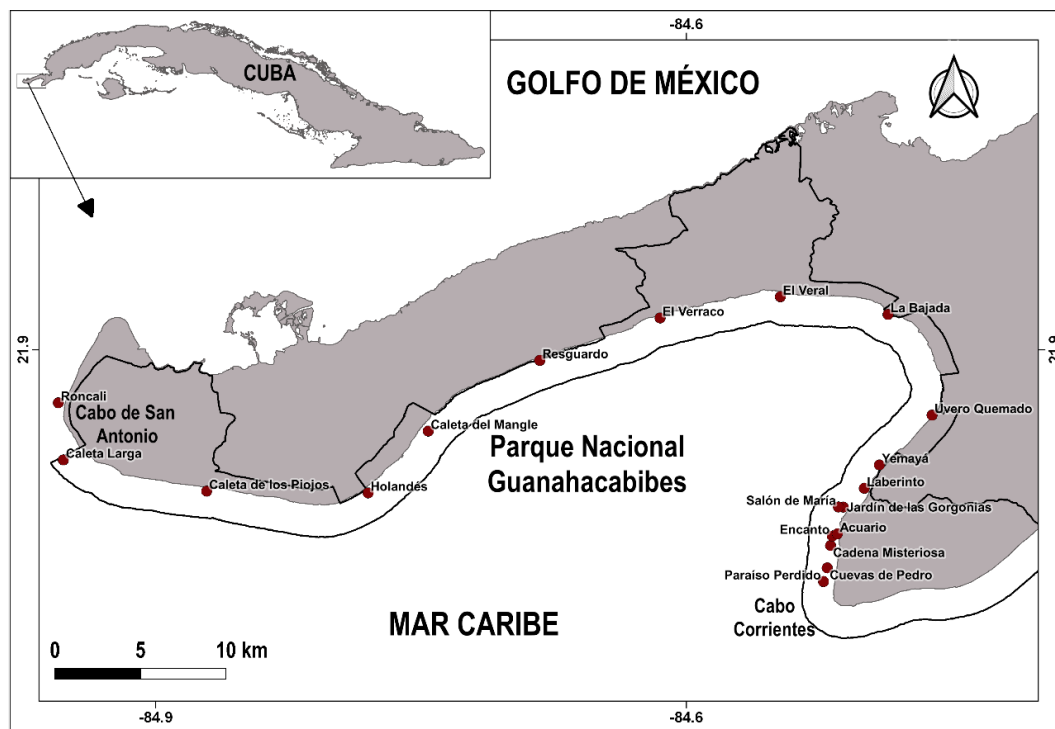 -84.6
CUBA
GOLFO DE MÉXICO
El Veral
La Bajada
El Verraco
21.9
Resguardo
21.9
Roncali
Cabo de San
Antonio
Uvero Quemado
Caleta del Mangle
Parque Nacional
Guanahacabibes
Caleta Larga
Yemayá
Caleta de los Piojos
Holandés
Laberinto
Salón de María
Jardín de las Gorgonias
Encanto
Acuario
Cadena Misteriosa
Paraíso Perdido
Cuevas de Pedro
Cabo
Corrientes
MAR CARIBE
0 5 10 km
-84.9
-84.6